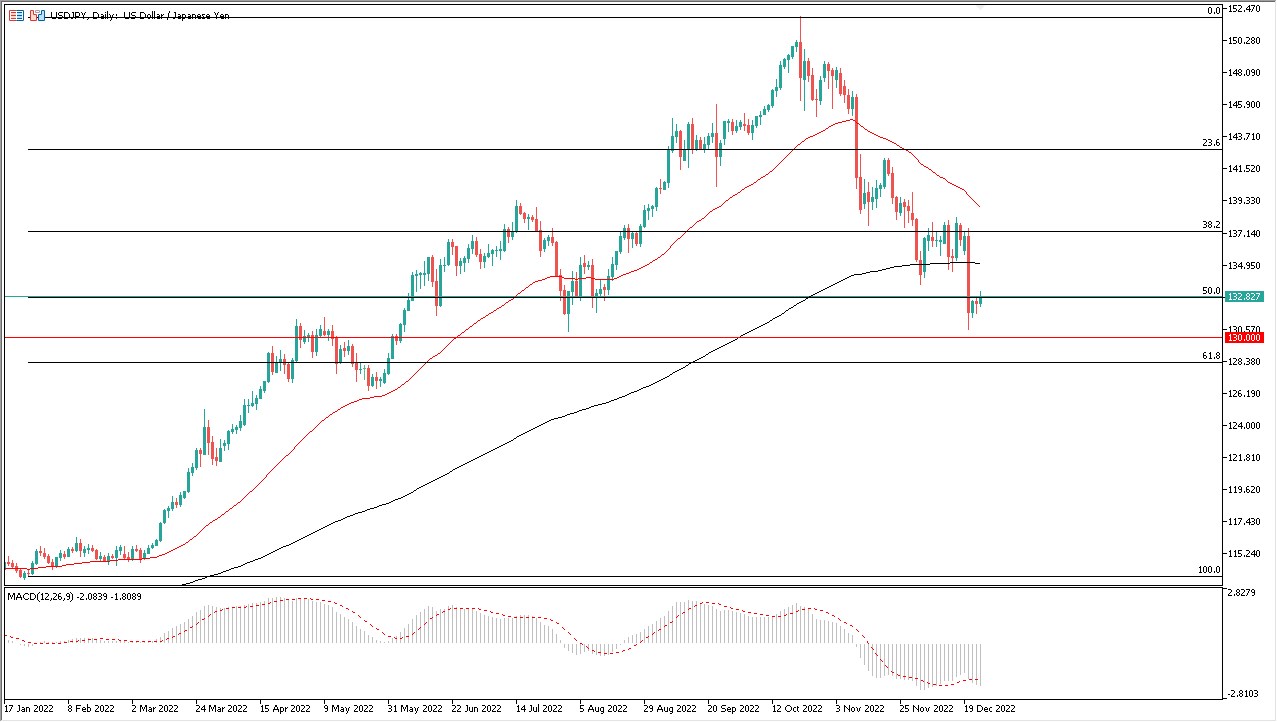 USDJPY, Daily: US Dollar / Japanese Yen
0.0
23.6
38.2
50.0
61.8
100.0
152.470
150.280
148.090
145.900
143.710
141.520
139.330
137.140
134.950
132.827
130.570
130.000
128.380
126.190
124.000
121.810
119.620
117.430
115.240
MACD(12,26,9) -2.0839 -1.8089
2.8279
-2.8103
17 Jan 2022
8 Feb 2022
2 Mar 2022
24 Mar 2022
15 Apr 2022
9 May 2022
31 May 2022
22 Jun 2022
14 Jul 2022
5 Aug 2022
29 Aug 2022
20 Sep 2022
12 Oct 2022
3 Nov 2022
25 Nov 2022
19 Dec 2022